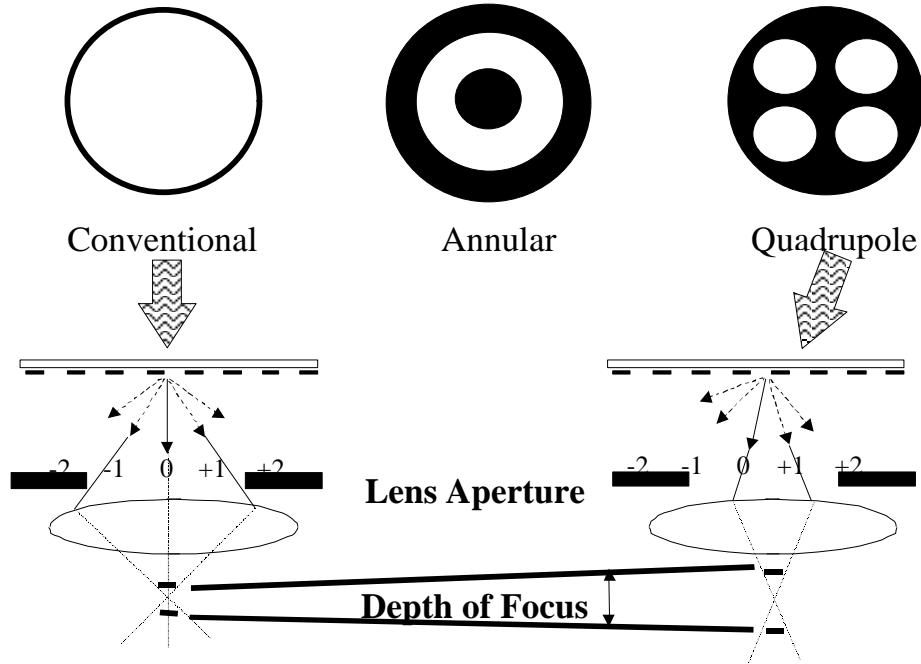 Conventional Annular Quadrupole
-2 -1 0 +1 +2 -2 -1 0 +1 +2
Lens Aperture
Depth of Focus